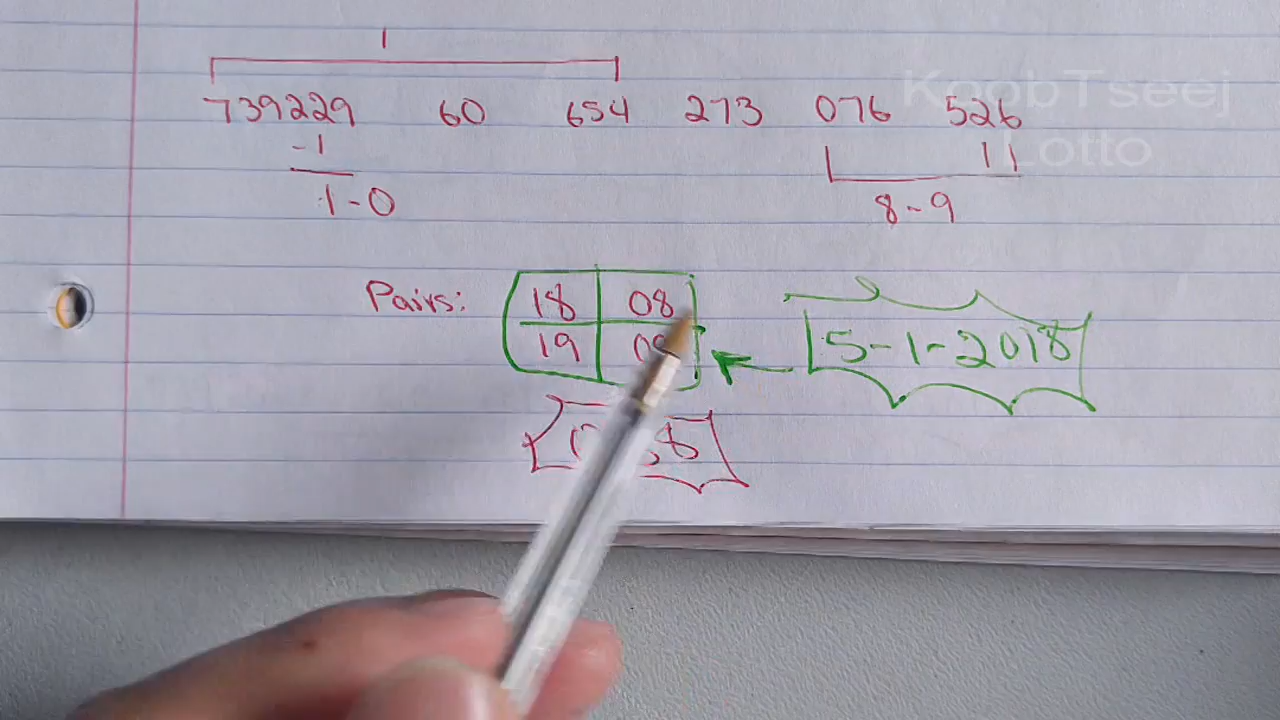 1
739229 60 654 273 076 526
KoobTseej
Lotto
-1
11
1-0
8-9
Pairs: 18 08
19
5-1-2018